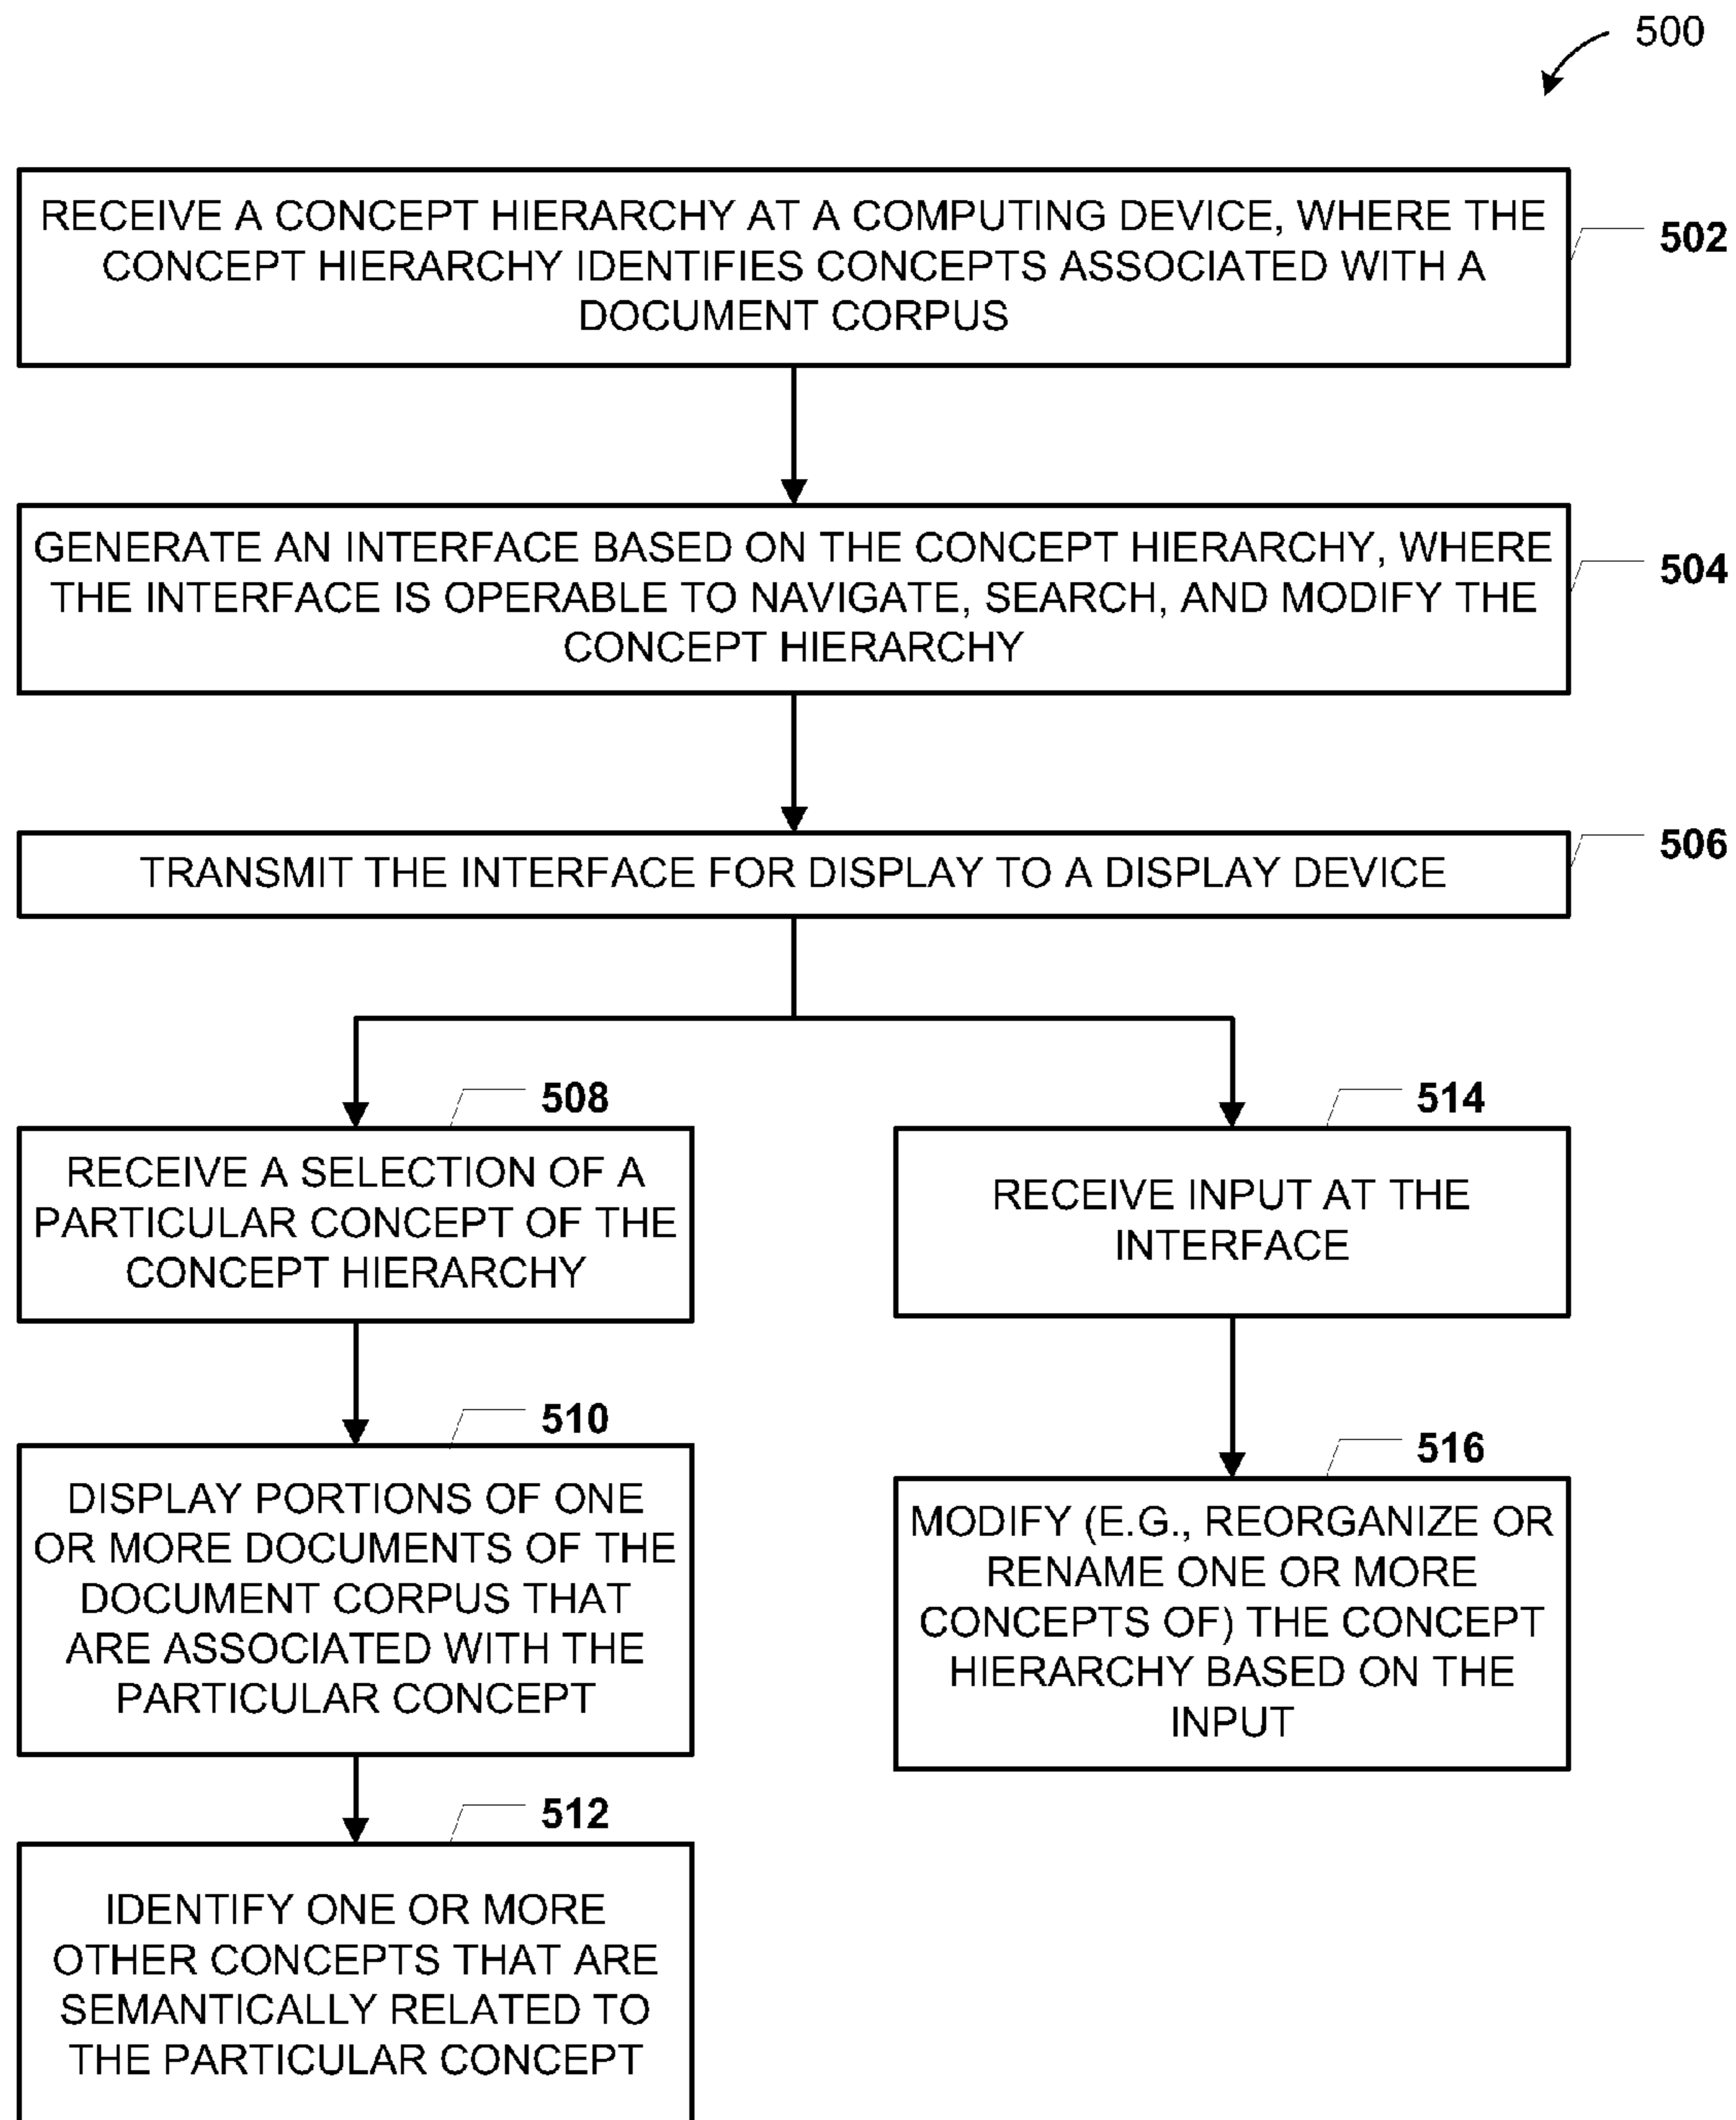 500
RECEIVE A CONCEPT HIERARCHY AT A COMPUTING DEVICE, WHERE THE
CONCEPT HIERARCHY IDENTIFIES CONCEPTS ASSOCIATED WITH A
DOCUMENT CORPUS
502
GENERATE AN INTERFACE BASED ON THE CONCEPT HIERARCHY, WHERE
THE INTERFACE IS OPERABLE TO NAVIGATE, SEARCH, AND MODIFY THE
CONCEPT HIERARCHY
504
TRANSMIT THE INTERFACE FOR DISPLAY TO A DISPLAY DEVICE
506
508
RECEIVE A SELECTION OF A
PARTICULAR CONCEPT OF THE
CONCEPT HIERARCHY
510
DISPLAY PORTIONS OF ONE
OR MORE DOCUMENTS OF THE
DOCUMENT CORPUS THAT
ARE ASSOCIATED WITH THE
PARTICULAR CONCEPT
512
IDENTIFY ONE OR MORE
OTHER CONCEPTS THAT ARE
SEMANTICALLY RELATED TO
THE PARTICULAR CONCEPT
514
RECEIVE INPUT AT THE
INTERFACE
516
MODIFY (E.G., REORGANIZE OR
RENAME ONE OR MORE
CONCEPTS OF) THE CONCEPT
HIERARCHY BASED ON THE
INPUT